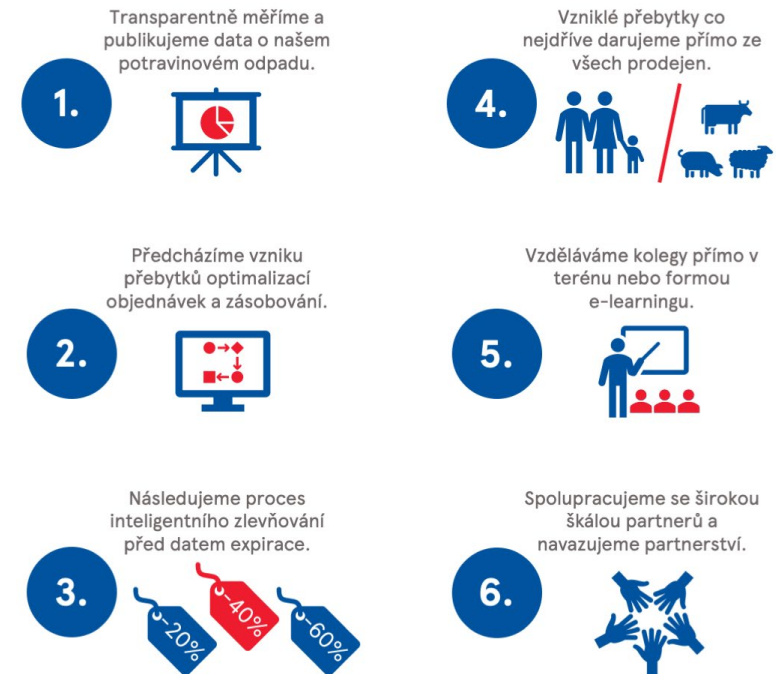 Transparentně měříme a
publikujeme data o našem
potravinovém odpadu.
1.
Předcházíme vzniku
přebytků optimalizací
objednávek a zásobování.
2.
Následujeme proces
inteligentního zlevňování
před datem expirace.
3.
-20%
-40%
-60%
Vzniklé přebytky co
nejdříve darujeme přímo ze
všech prodejen.
4.
Vzděláváme kolegy přímo v
terénu nebo formou
e-learningu.
5.
Spolupracujeme se širokou
škálou partnerů a
navazujeme partnerství.
6.